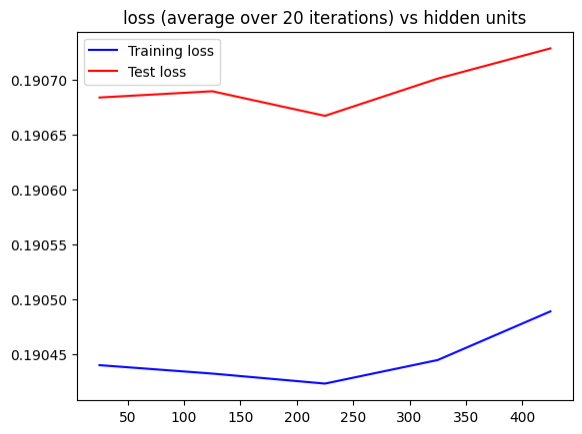 loss (average over 20 iterations) vs hidden units
Training loss
Test loss
0.19070
0.19065
0.19060
0.19055
0.19050
0.19045
50 100 150 200 250 300 350 400